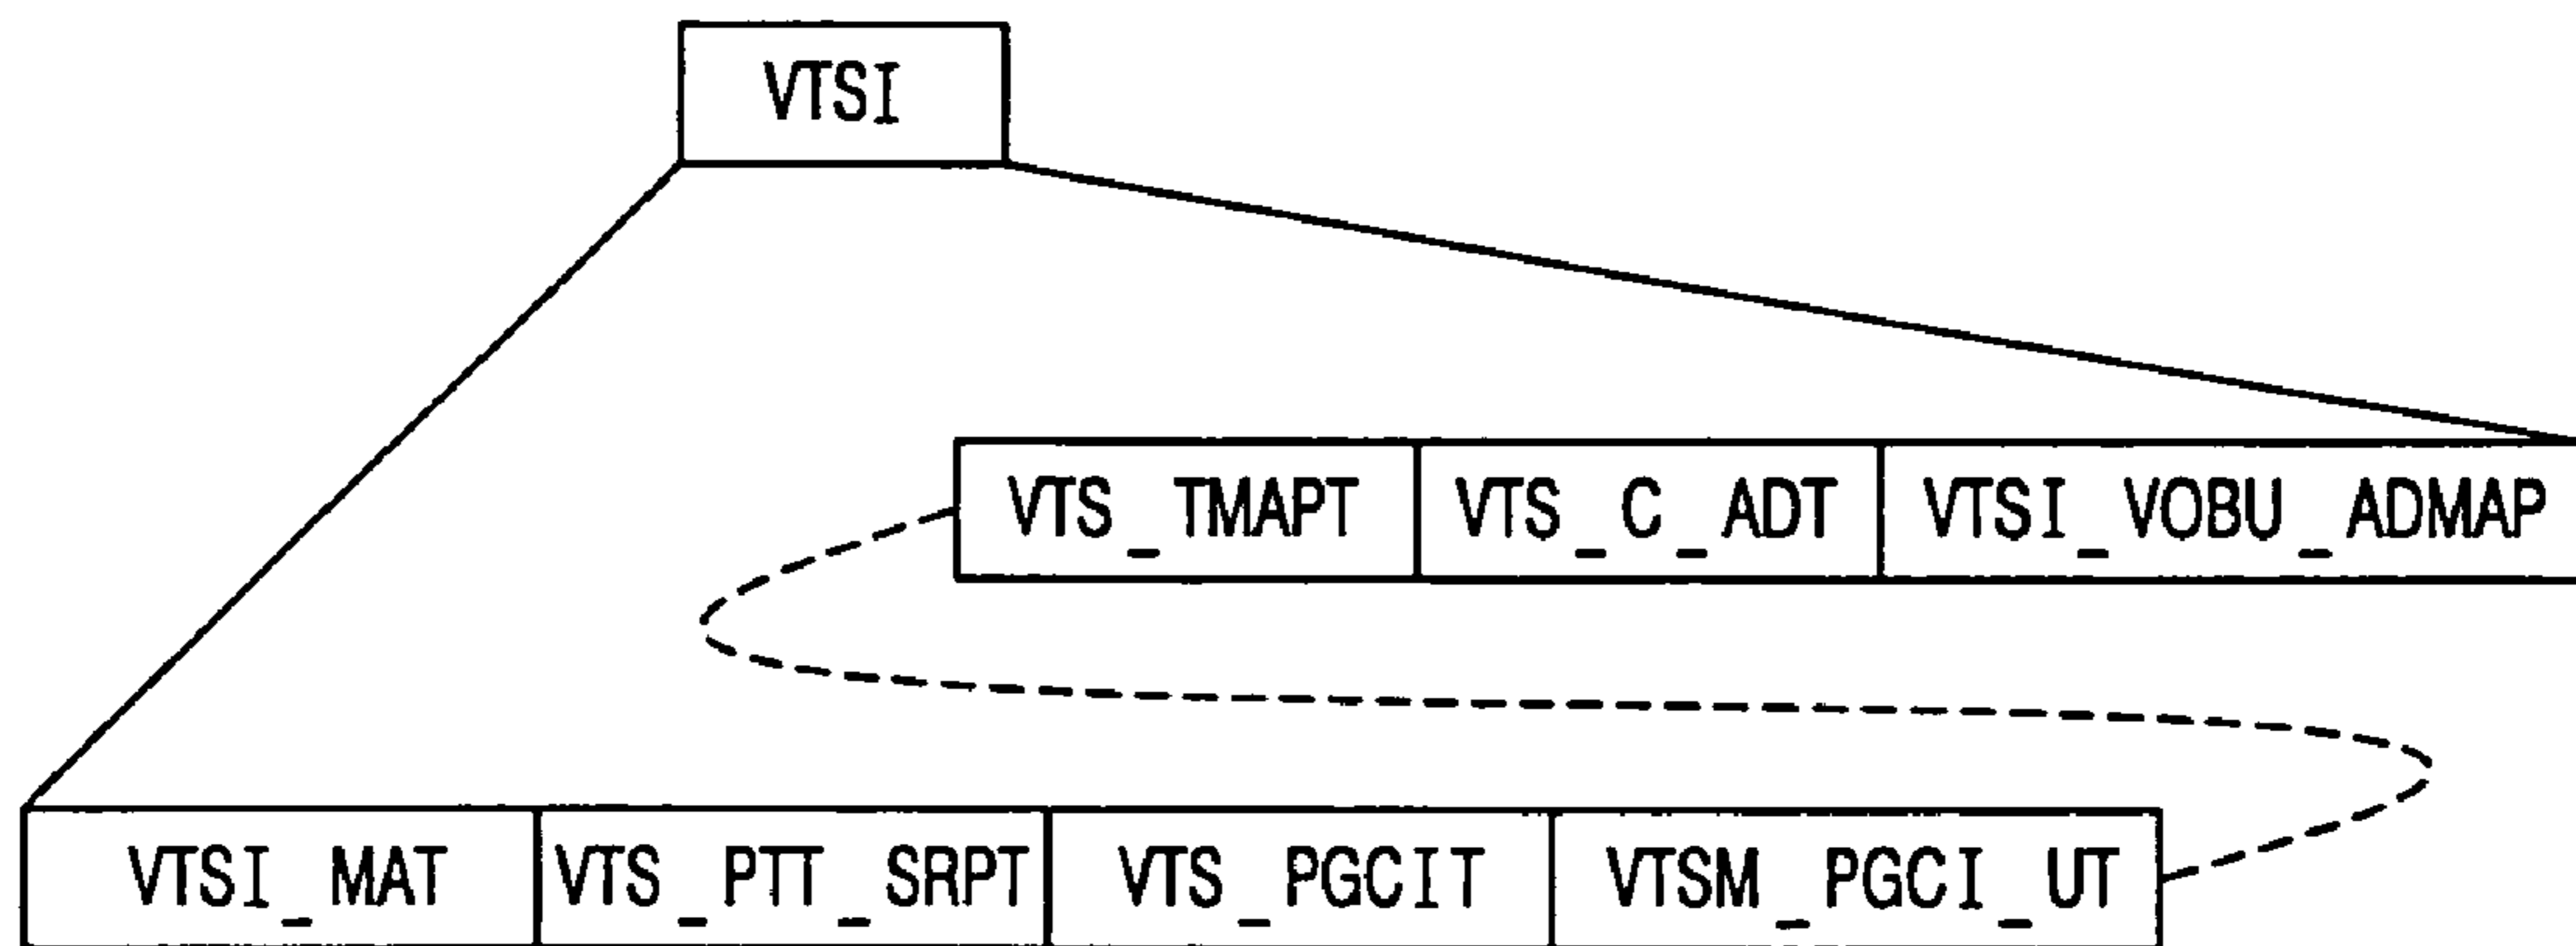 VTSI
VTS_TMAPT VTS_C_ADT VTSI_VOBU_ADMAP
VTSI_MAT VTS_PTT_SRPT VTS_PGCIT VTSM_PGCI_UT